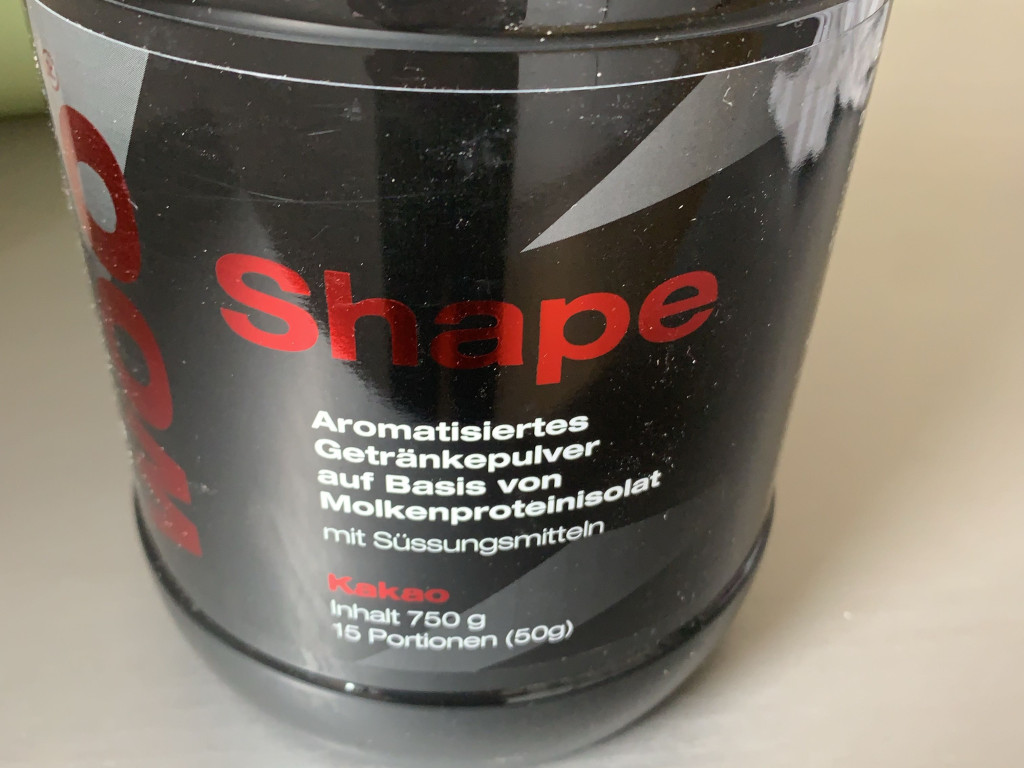 Shape
Aromatisiertes
Getränkepulver
auf Basis von
Molkenproteinisolat
mit Süssungsmitteln
Kakao
Inhalt 750 g
15 Portionen (50g)